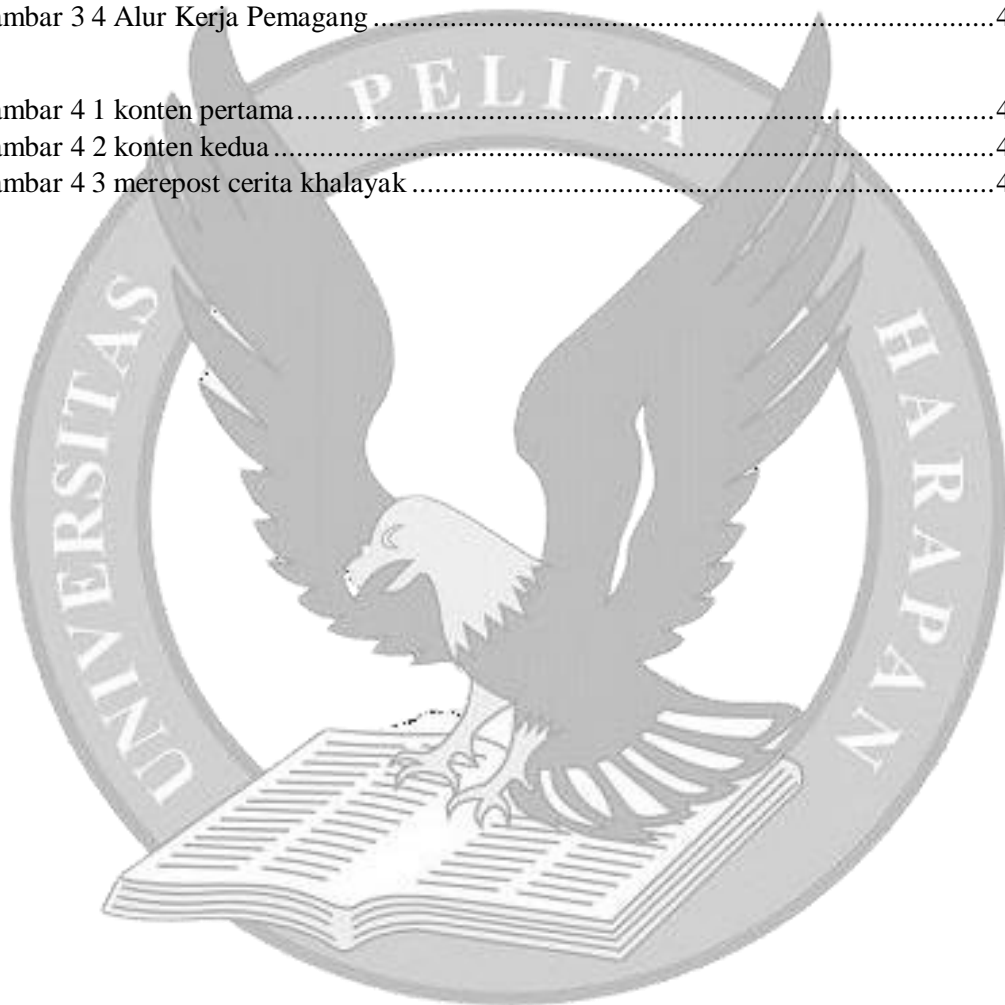 ambar 3 4 Alur Kerja Pemagang.......................................................................................4
ambar 4 1 konten pertama.................................................................................................4
ambar 4 2 konten kedua....................................................................................................4
ambar 4 3 merepost cerita khalayak..................................................................................4
UNIVERSITAS PELITA HARAPAN